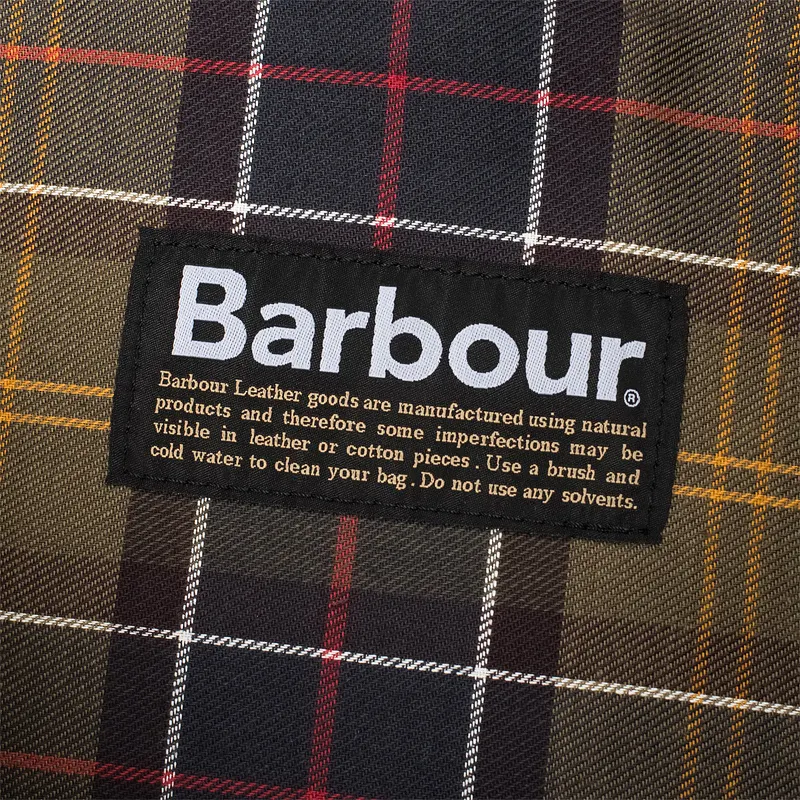 Barbour®
Barbour Leather goods are manufactured using natural
products and therefore some imperfections may be
visible in leather or cotton pieces. Use a brush and
cold water to clean your bag. Do not use any solvents.